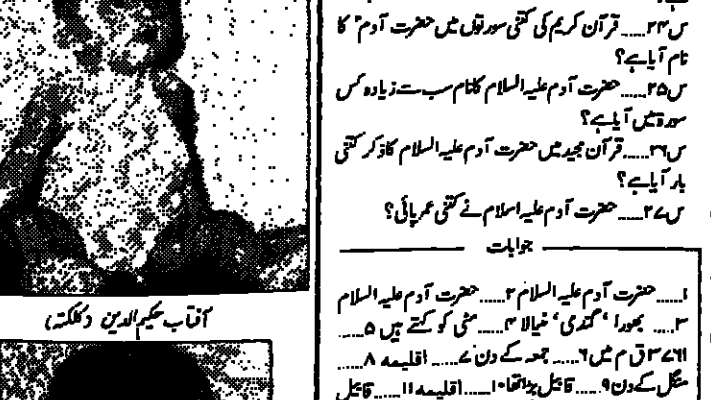 س۲۴.....قرآن کریم کی کتنی سورتوں میں حضرت آدمؑ کا
نام آیا ہے؟
س۲۵.....حضرت آدم علیہ السلام کا نام سب سے زیادہ کس
سورۃ میں آیا ہے؟
س۲۶.....قرآن مجید میں حضرت آدم علیہ السلام کا ذکر کتنی
بار آیا ہے؟
س۲۷.....حضرت آدم علیہ اسلام نے کتنی عمر پائی؟
جوابات
۱.....حضرت آدم علیہ السلام ۲.....حضرت آدم علیہ السلام
۳.....بھورا ‘ گندمی ‘ خیالا ۴.....مٹی کو کہتے ہیں ۵.....
۳۷۶۱ ق م میں ۶.....جمعہ کے دن ۷.....اقلیمہ ۸.....
منگل کے دن ۹.....قابیل بڑا تھا ۱۰.....اقلیمہ ۱۱.....قابیل
آفتاب حکیم الدین (کلکتہ)